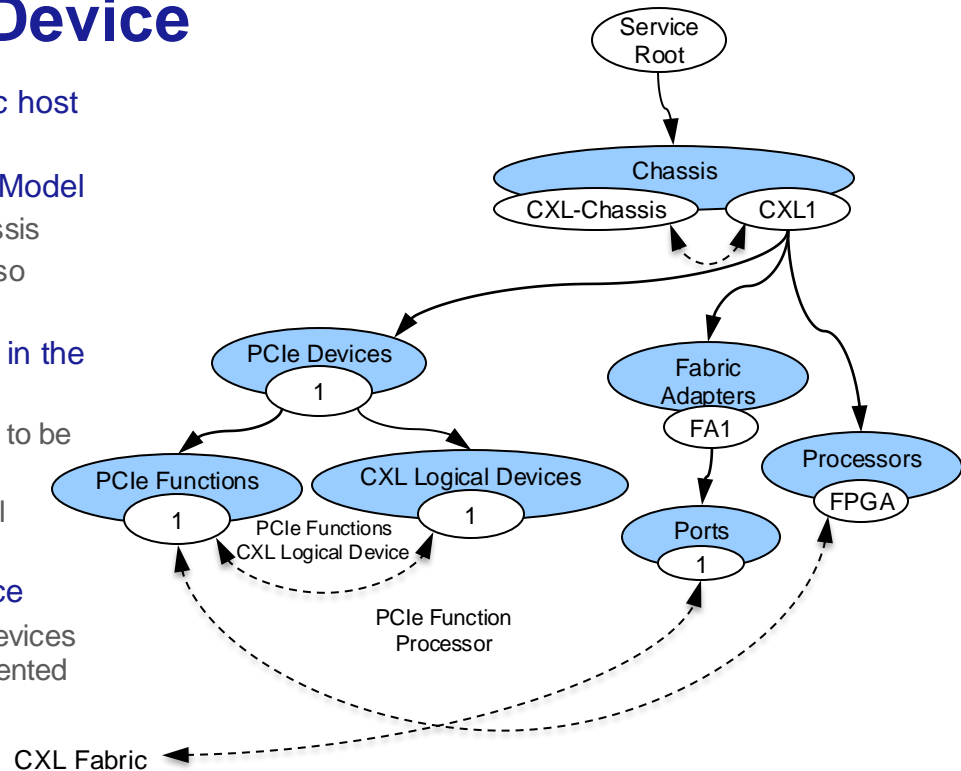 Device
c host
Model
ssis
so
in the
to be
l
ce
evices
ented
Service
Root
Chassis
CXL-Chassis
CXL1
PCIe Devices
1
Fabric
Adapters
FA1
Processors
FPGA
PCIe Functions
1
CXL Logical Devices
1
PCIe Functions
CXL Logical Device
Ports
1
PCIe Function
Processor
CXL Fabric